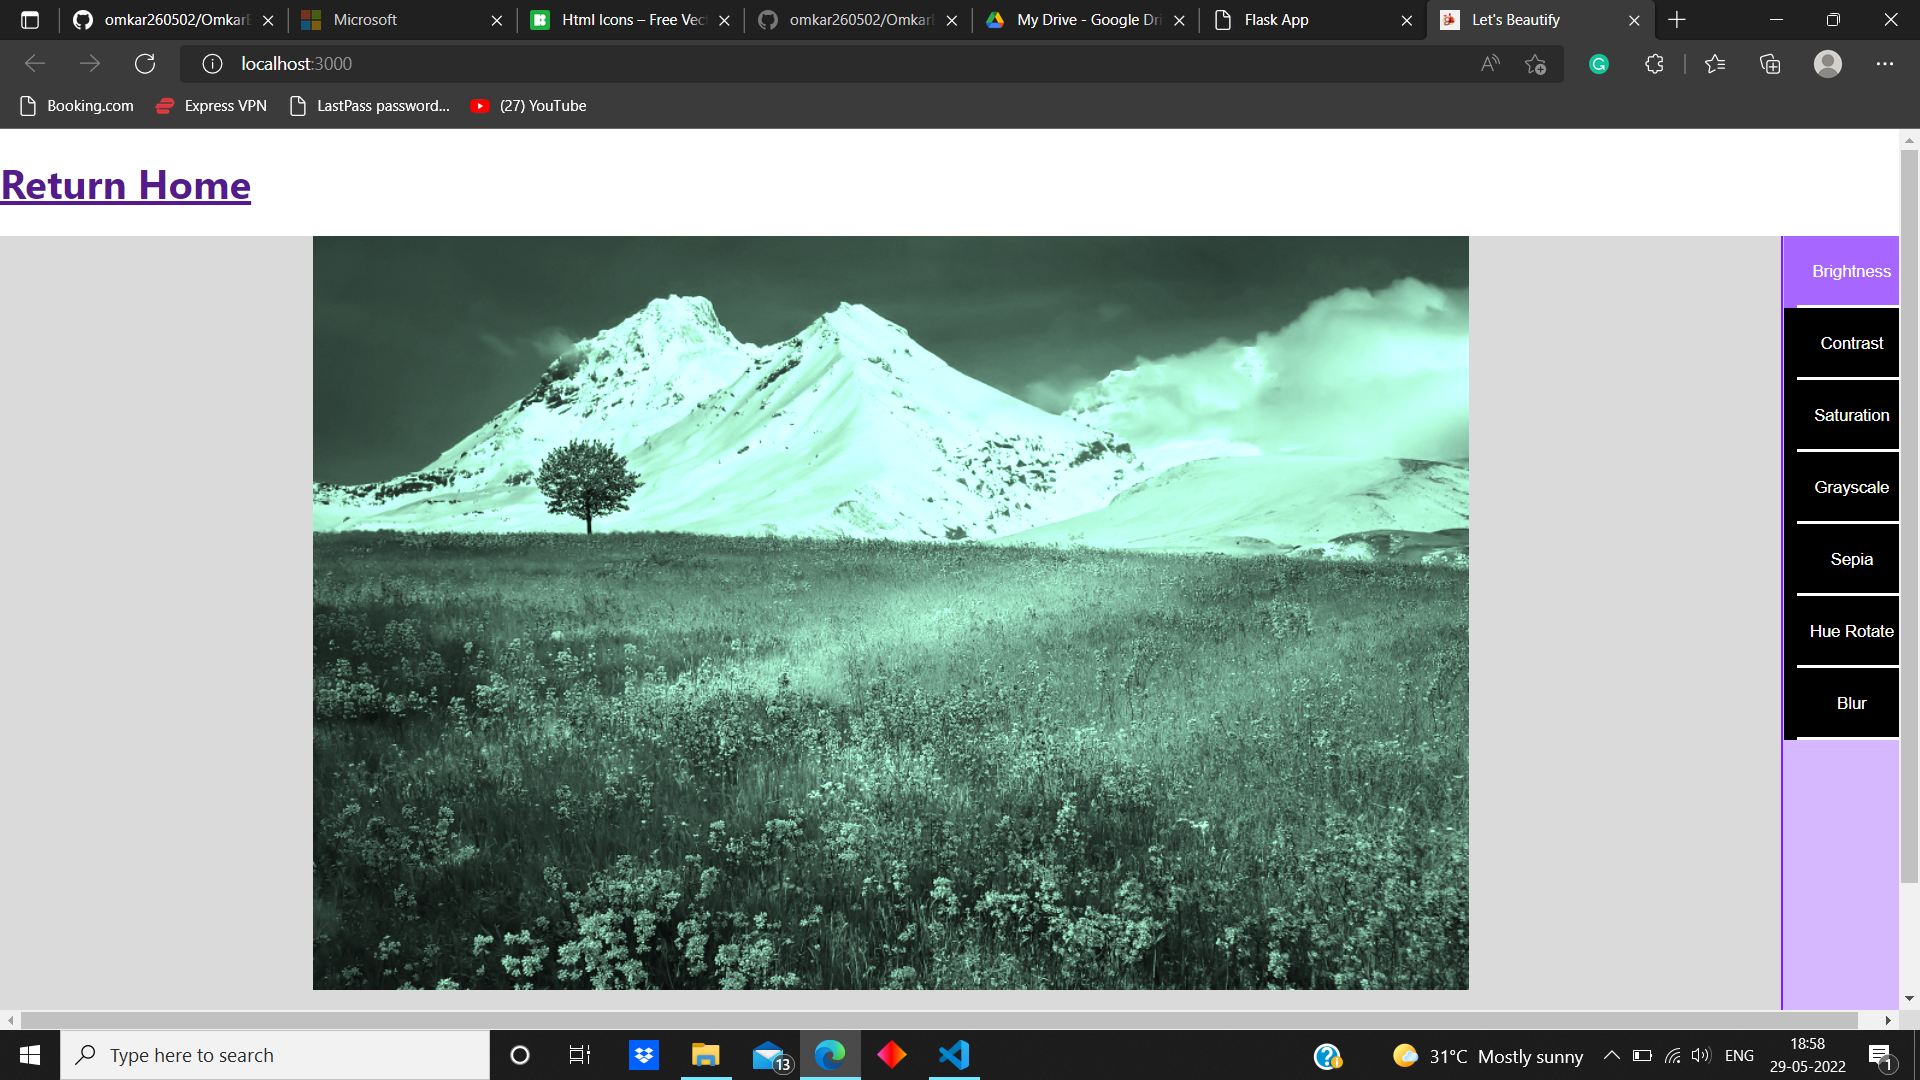 omkar260502/Omkar
Microsoft
Html Icons – Free Vec
omkar260502/Omkar
My Drive - Google Dri
Flask App
Let's Beautify
localhost:3000
Booking.com
Express VPN
LastPass password...
(27) YouTube
Return Home
Brightness
Contrast
Saturation
Grayscale
Sepia
Hue Rotate
Blur
Type here to search
13
31°C Mostly sunny
ENG
18:58
29-05-2022
1